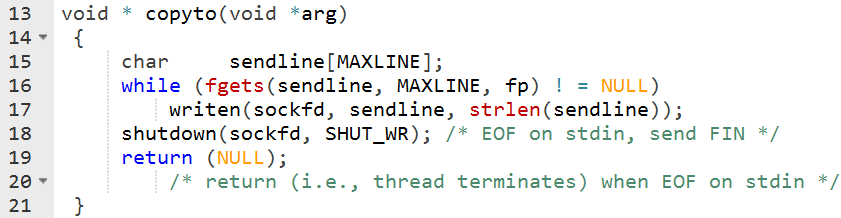 13 void * copyto(void *arg)
14 {
15 char sendline[MAXLINE];
16 while (fgets(sendline, MAXLINE, fp) ! = NULL)
17 writen(sockfd, sendline, strlen(sendline));
18 shutdown(sockfd, SHUT_WR); /* EOF on stdin, send FIN */
19 return (NULL);
20 /* return (i.e., thread terminates) when EOF on stdin */
21 }